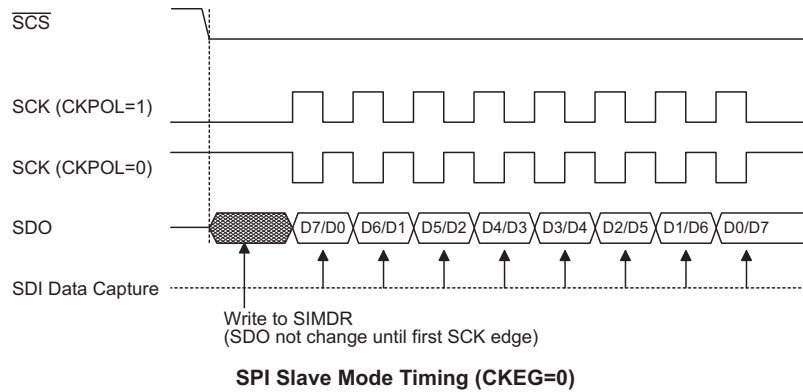 SCS
SCK (CKPOL=1)
SCK (CKPOL=0)
SDO
D7/D0 D6/D1 D5/D2 D4/D3 D3/D4 D2/D5 D1/D6 D0/D7
SDI Data Capture
Write to SIMDR
(SDO not change until first SCK edge)
SPI Slave Mode Timing (CKEG=0)